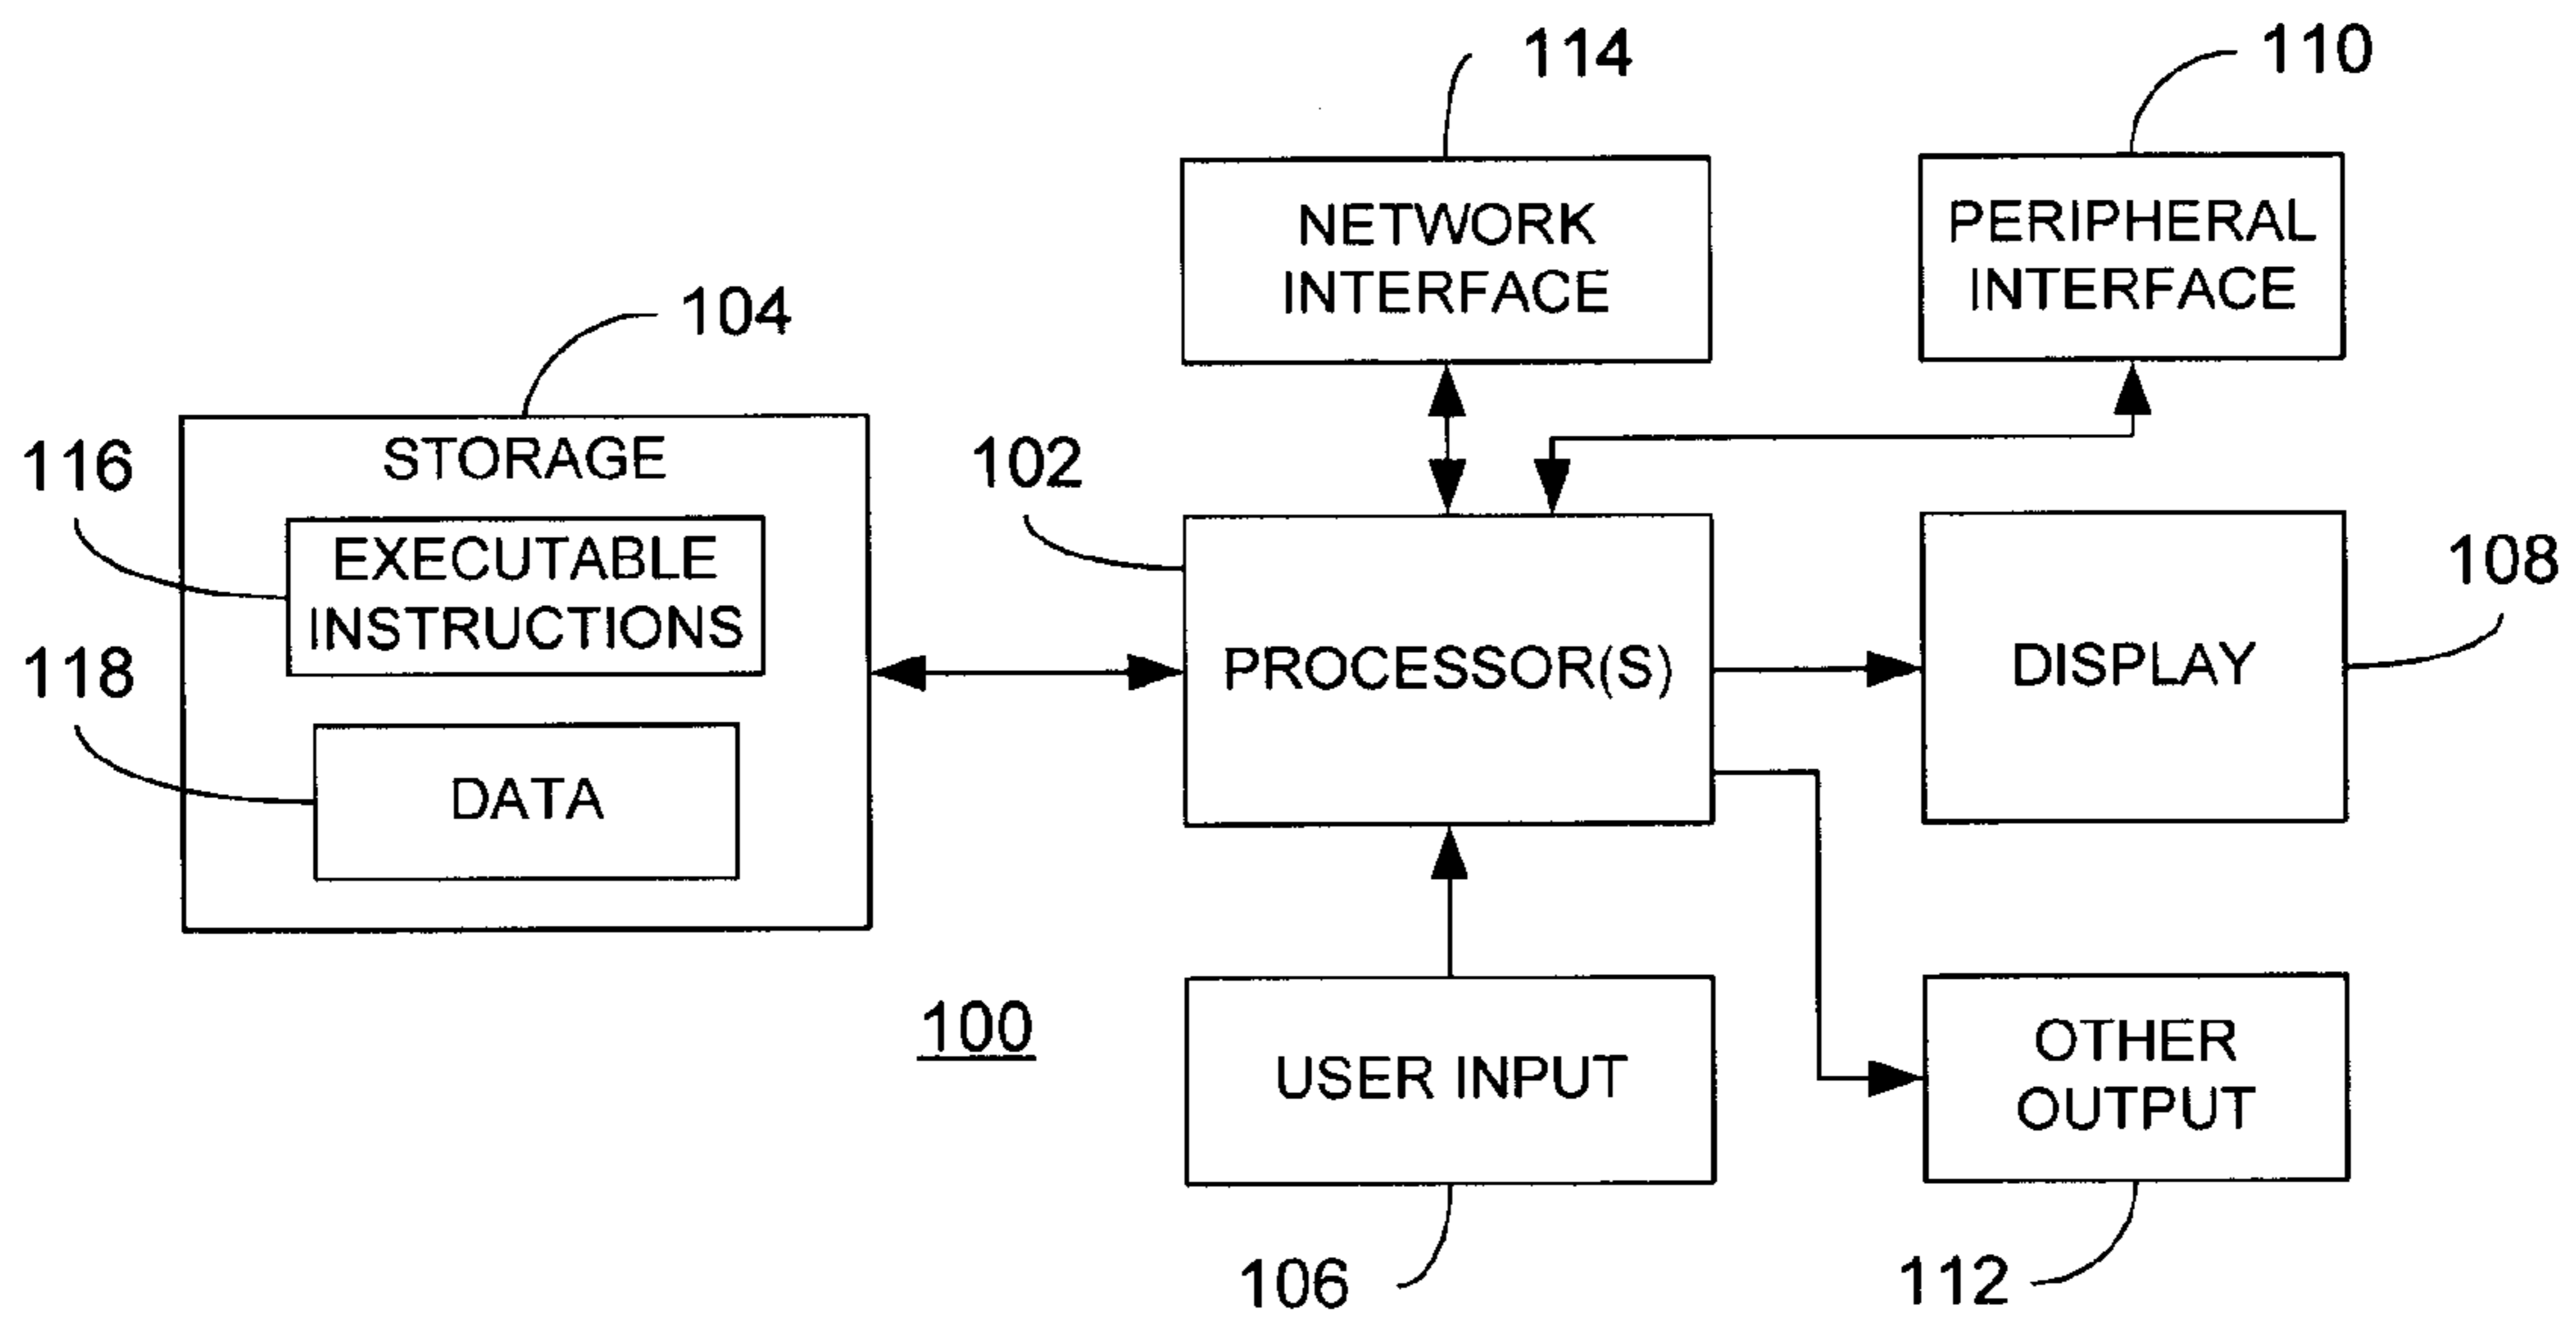 114
110
NETWORK
INTERFACE
PERIPHERAL
INTERFACE
104
STORAGE
116
EXECUTABLE
INSTRUCTIONS
118
DATA
102
PROCESSOR(S)
DISPLAY
108
100
USER INPUT
OTHER
OUTPUT
106
112